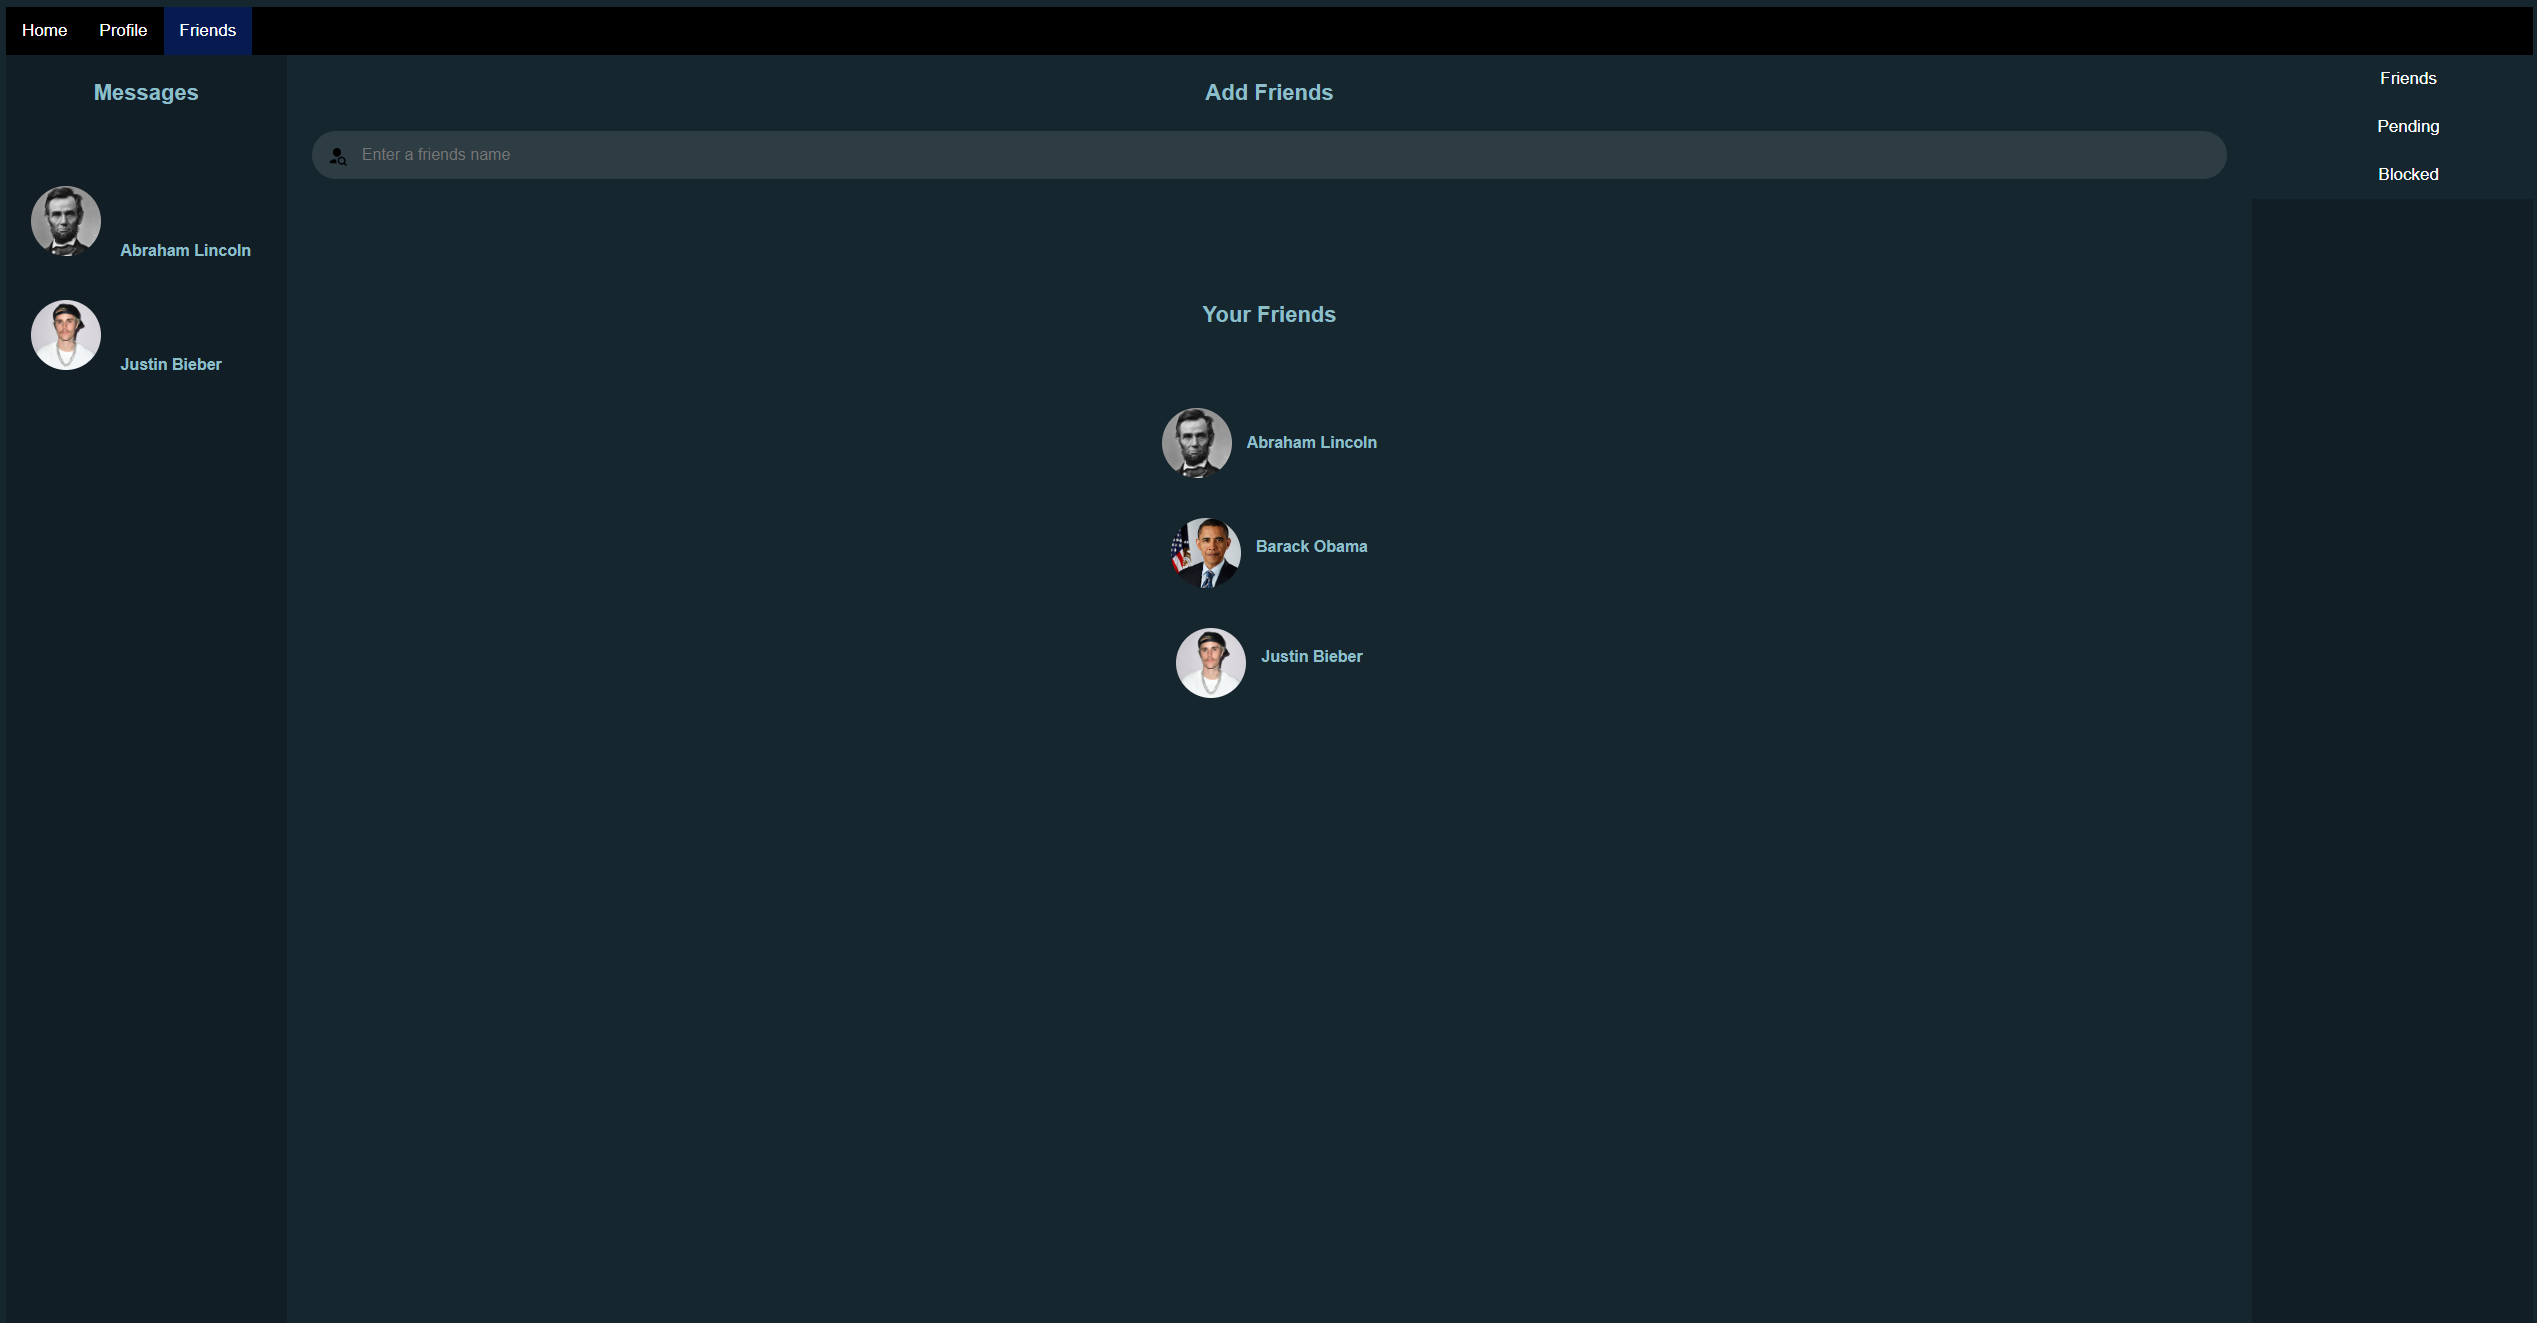 Home Profile Friends
Messages
Abraham Lincoln
Justin Bieber
Add Friends
Enter a friends name
Your Friends
Abraham Lincoln
Barack Obama
Justin Bieber
Friends
Pending
Blocked